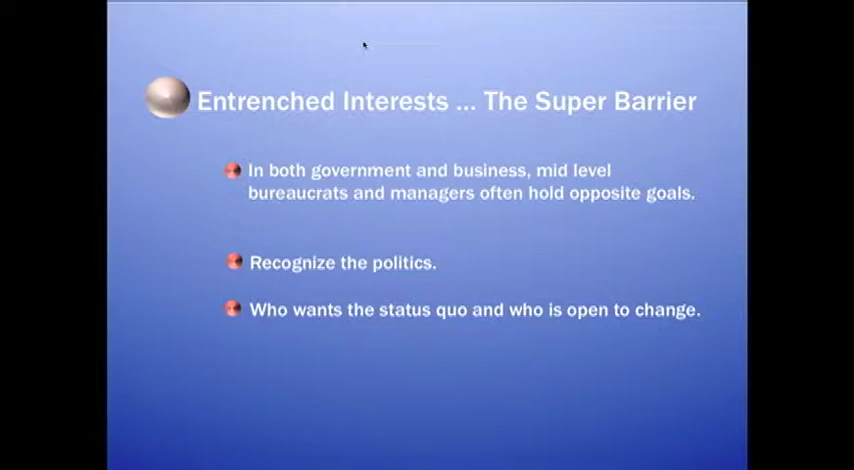 Entrenched Interests ... The Super Barrier
In both government and business, mid level
bureaucrats and managers often hold opposite goals.
Recognize the politics.
Who wants the status quo and who is open to change.